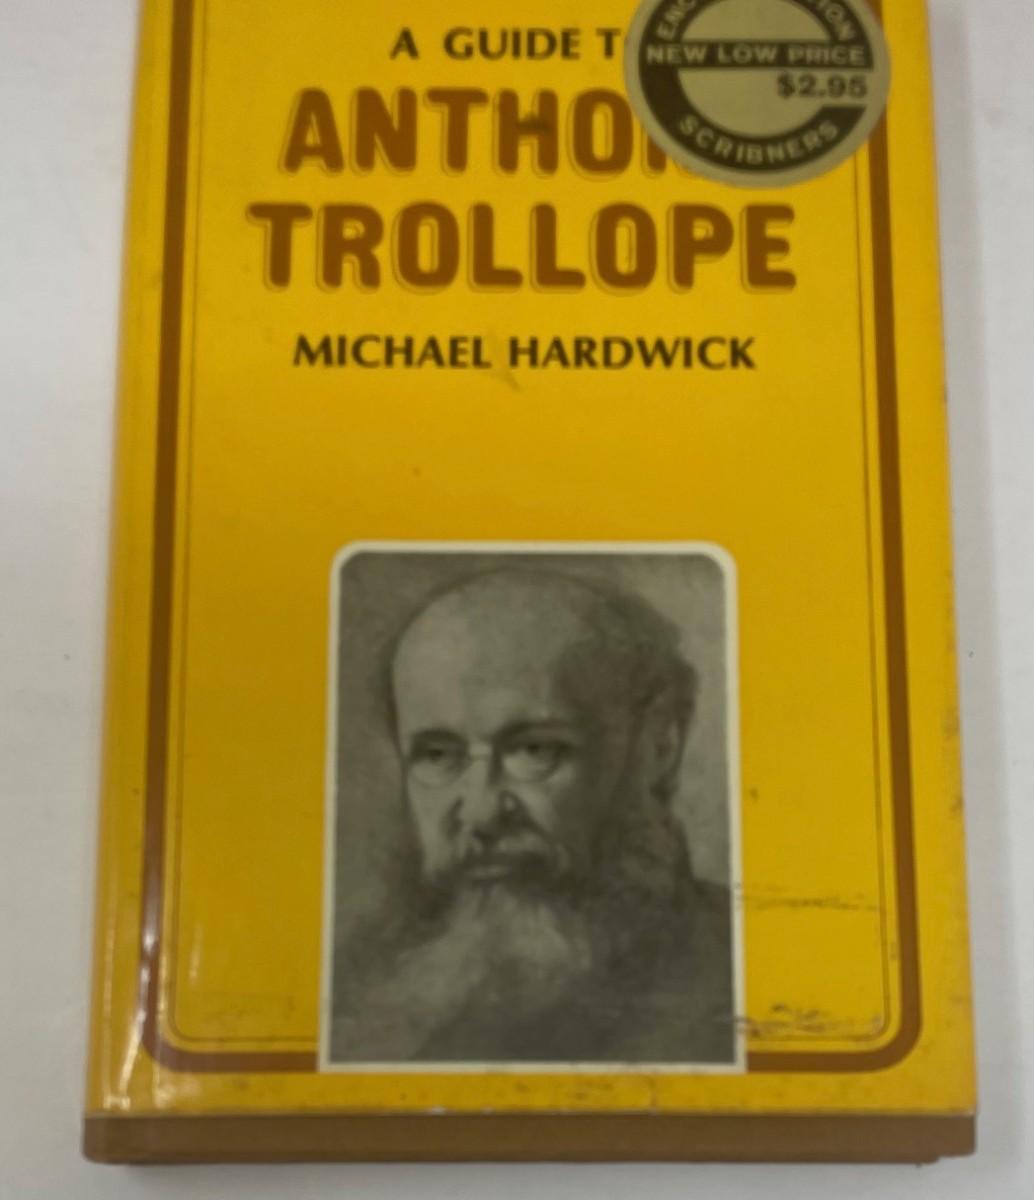 A GUIDE T
ANTHO
TROLLOPE
MICHAEL HARDWICK
NEW LOW PRICE
$2.95
SCRIBNERS